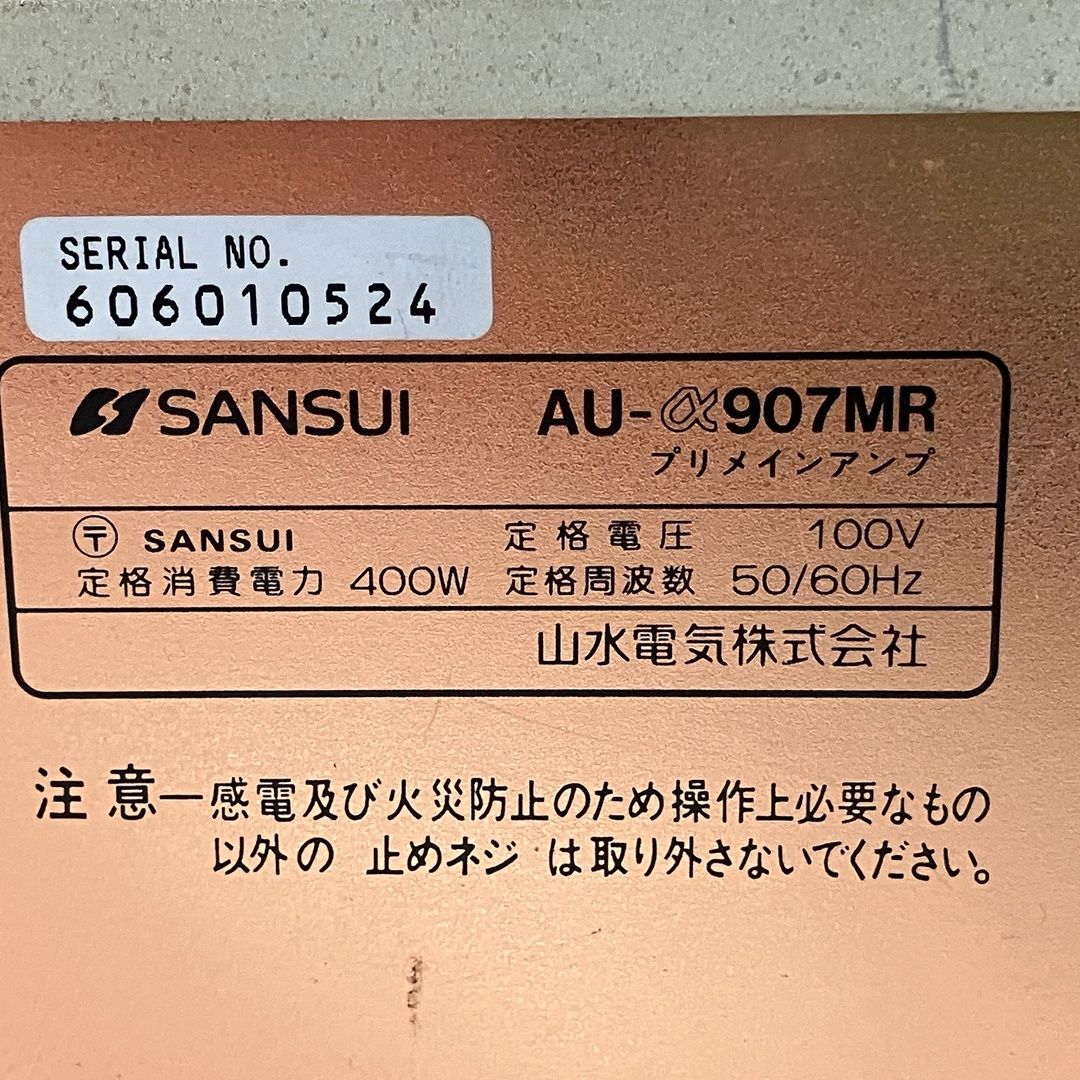 SERIAL NO.
606010524
SANSUI AU-α907MR
プリメインアンプ
〒 SANSUI 定格電圧 100V
定格消費電力 400W 定格周波数 50/60Hz
山水電気株式会社
注意—感電及び火災防止のため操作上必要なもの
以外の 止めネジ は取り外さないでください。